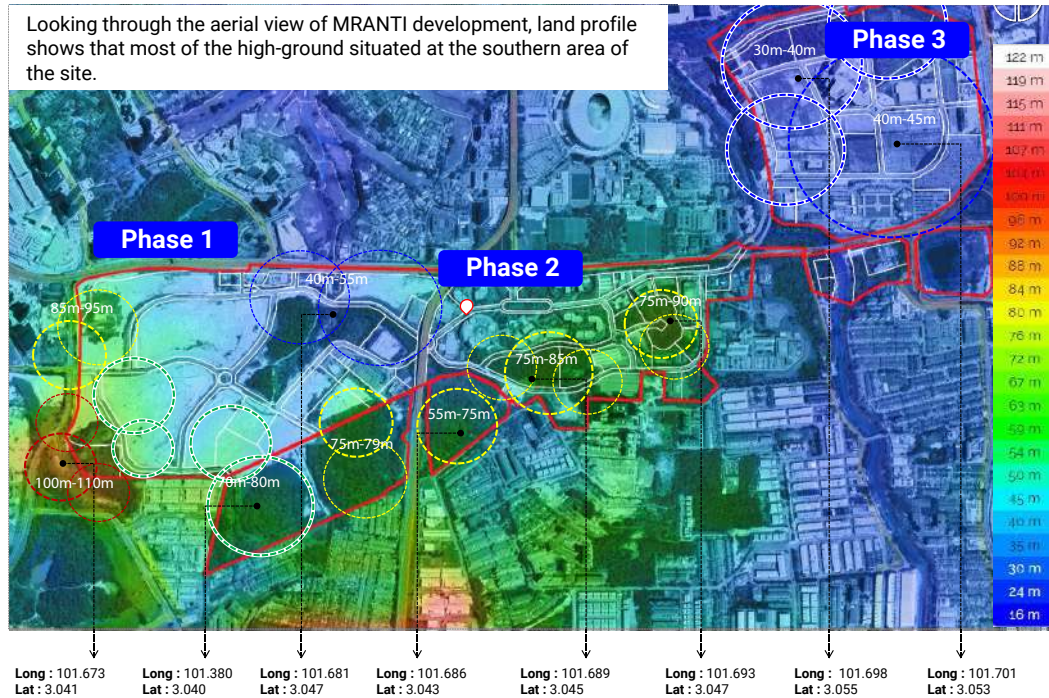 Looking through the aerial view of MRANTI development, land profile
shows that most of the high-ground situated at the southern area of
the site.
Phase 3
30m-40m
40m-45m
Phase 1
Phase 2
40m-55m
85m-95m
75m-90m
75m-85m
55m-75m
75m-79m
100m-110m
70m-80m
122 m
119 m
115 m
111 m
107 m
104 m
100 m
96 m
92 m
88 m
84 m
80 m
76 m
72 m
67 m
63 m
59 m
54 m
50 m
45 m
40 m
35 m
30 m
24 m
16 m
Long : 101.673
Lat : 3.041
Long : 101.380
Lat : 3.040
Long : 101.681
Lat : 3.047
Long : 101.686
Lat : 3.043
Long : 101.689
Lat : 3.045
Long : 101.693
Lat : 3.047
Long : 101.698
Lat : 3.055
Long : 101.701
Lat : 3.053